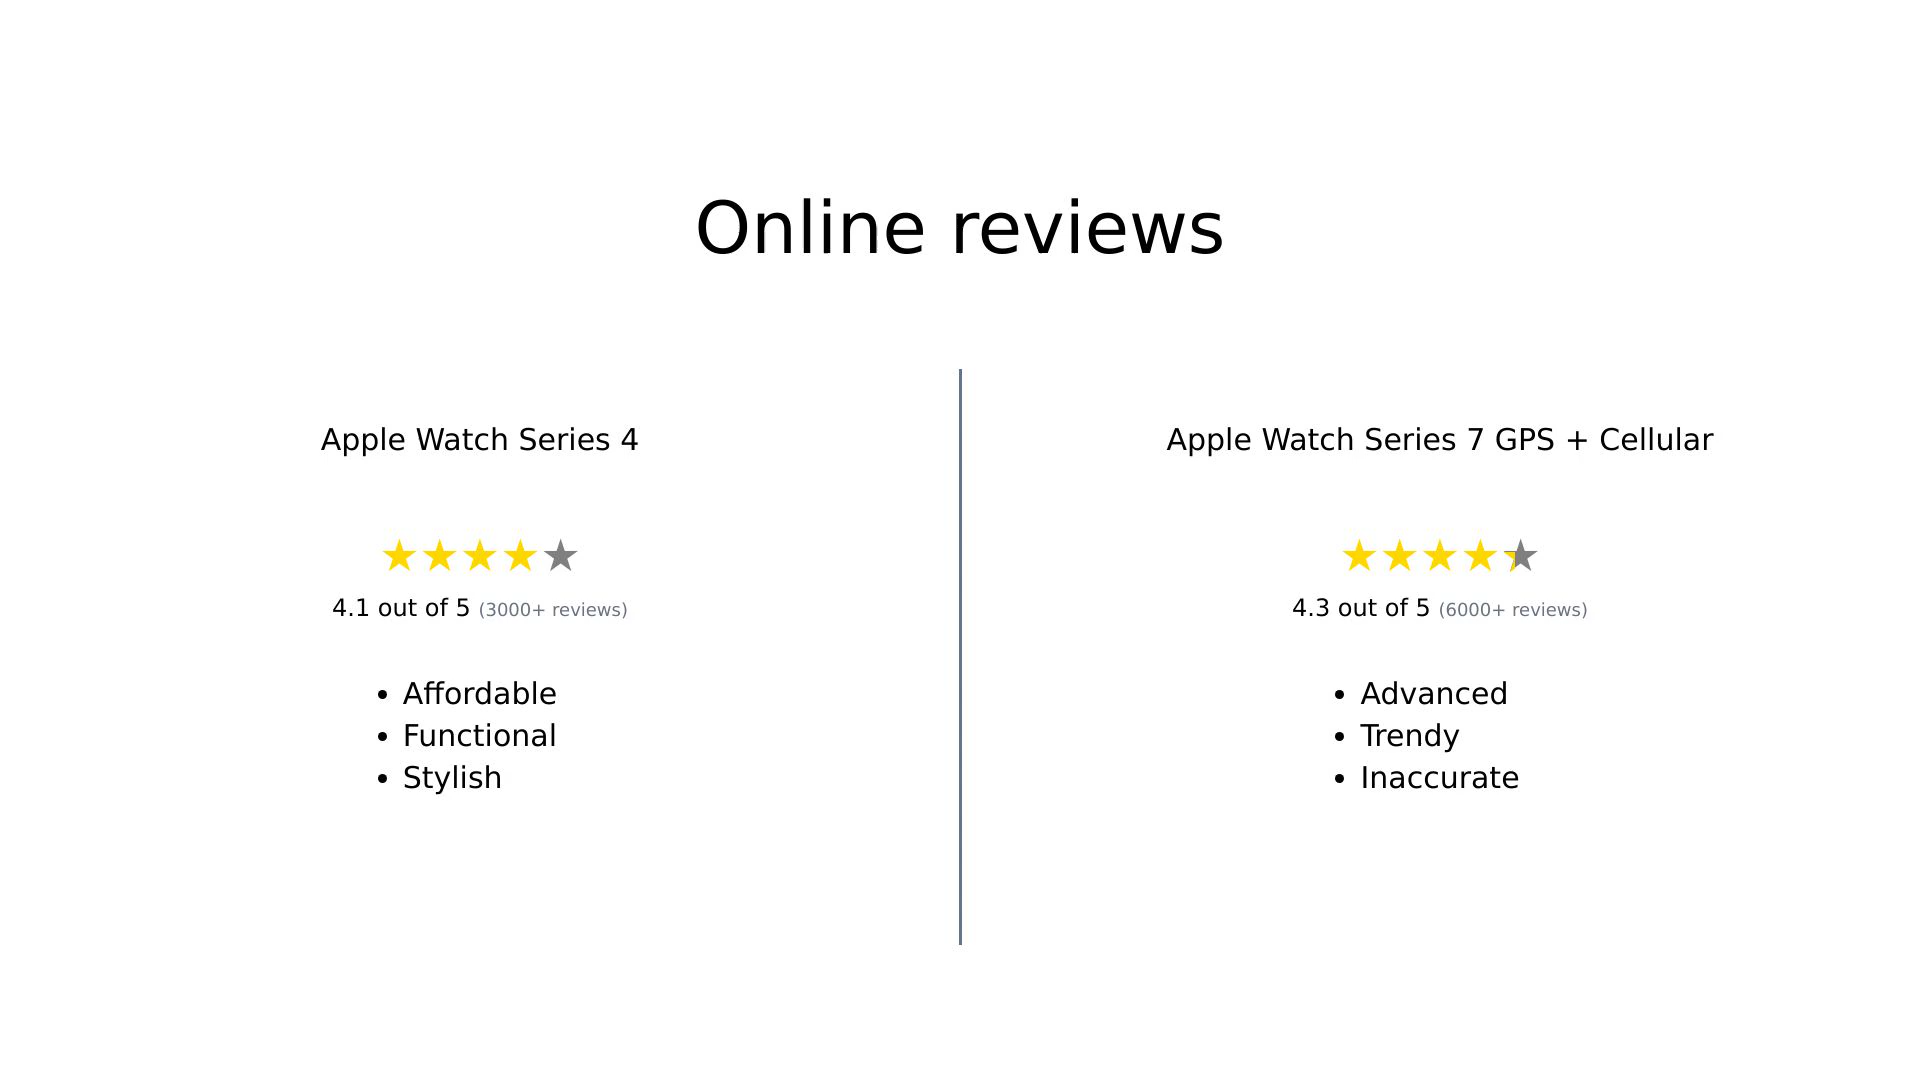 Online reviews
Apple Watch Series 4
4.1 out of 5 (3000+ reviews)
• Affordable
• Functional
• Stylish
Apple Watch Series 7 GPS + Cellular
4.3 out of 5 (6000+ reviews)
• Advanced
• Trendy
• Inaccurate